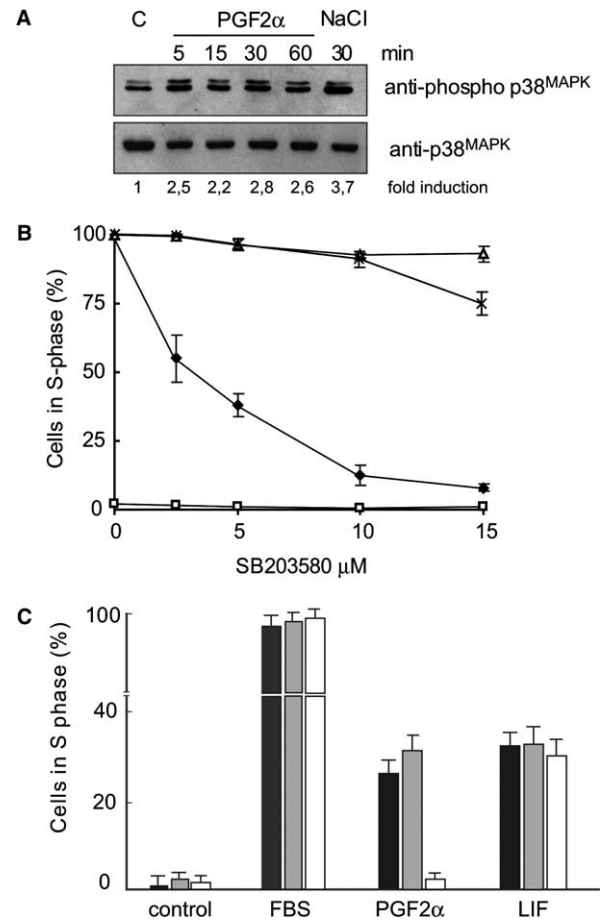 A
C PGF2α NaCl
5 15 30 60 30 min
anti-phospho p38MAPK
anti-p38MAPK
1 2,5 2,2 2,8 2,6 3,7 fold induction
B
Cells in S-phase (%)
100
75
50
25
0
0 5 10 15
SB203580 μM
C
Cells in S phase (%)
100
40
20
0
control FBS PGF2α LIF